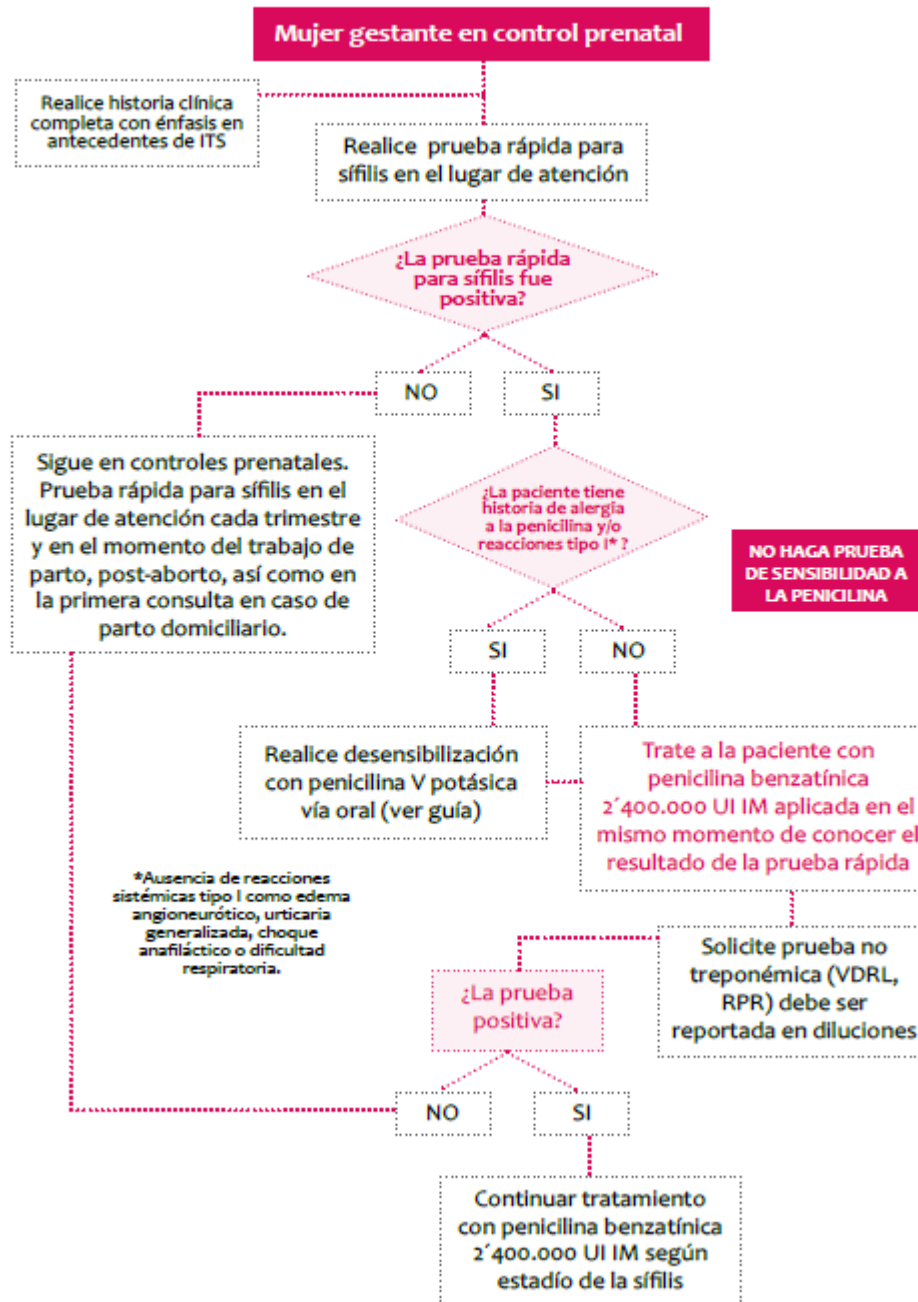 Mujer gestante en control prenatal
Realice historia clínica
completa con énfasis en
antecedentes de ITS
Realice prueba rápida para
sífilis en el lugar de atención
¿La prueba rápida
para sífilis fue
positiva?
NO
SI
Sigue en controles prenatales.
Prueba rápida para sífilis en el
lugar de atención cada trimestre
y en el momento del trabajo de
parto, post-aborto, así como en
la primera consulta en caso de
parto domiciliario.
¿La paciente tiene
historia de alergia
a la penicilina y/o
reacciones tipo I* ?
NO HAGA PRUEBA
DE SENSIBILIDAD A
LA PENICILINA
SI
NO
Realice desensibilización
con penicilina V potásica
vía oral (ver guía)
Trate a la paciente con
penicilina benzatínica
2´400.000 UI IM aplicada en el
mismo momento de conocer el
resultado de la prueba rápida
*Ausencia de reacciones
sistémicas tipo I como edema
angioneurótico, urticaria
generalizada, choque
anafiláctico o dificultad
respiratoria.
Solicite prueba no
treponémica (VDRL,
RPR) debe ser
reportada en diluciones
¿La prueba
positiva?
NO
SI
Continuar tratamiento
con penicilina benzatínica
2´400.000 UI IM según
estadío de la sífilis